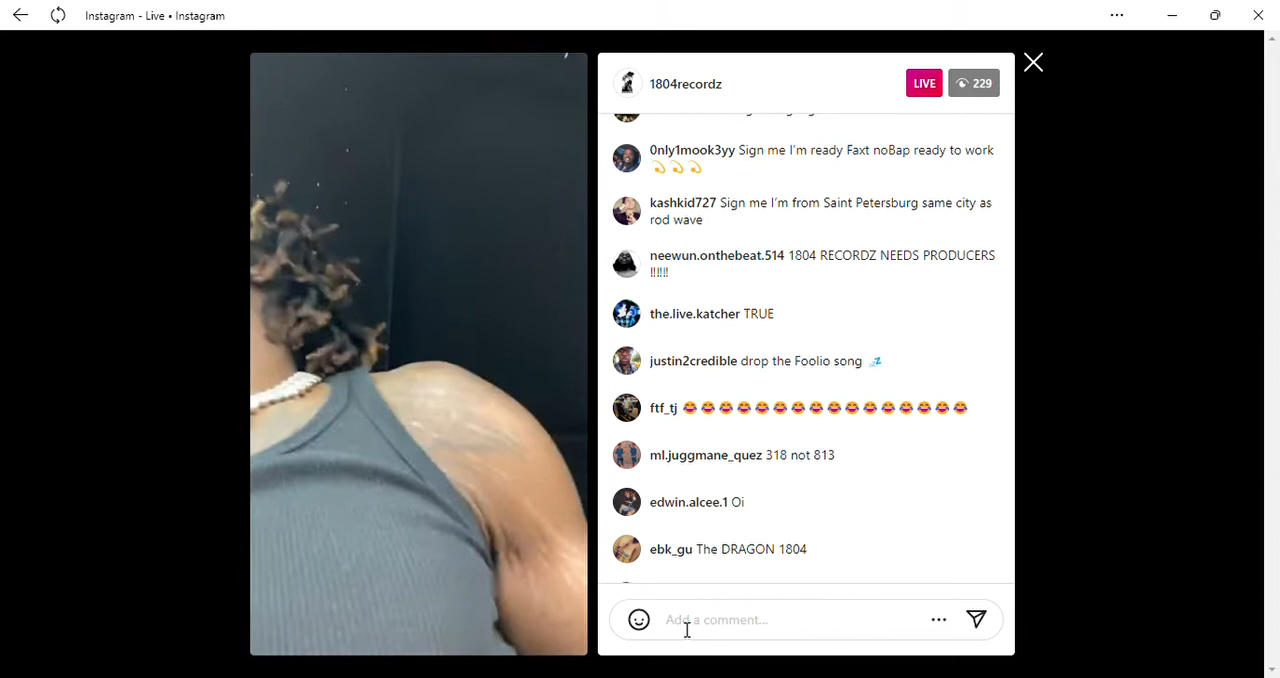 Instagram - Live • Instagram
1804recordz
LIVE
229
0nly1mook3yy Sign me I'm ready Faxt noBap ready to work
💫💫💫
kashkid727 Sign me I'm from Saint Petersburg same city as
rod wave
neewun.onthebeat.514 1804 RECORDZ NEEDS PRODUCERS
‼️‼️!
the.live.katcher TRUE
justin2credible drop the Foolio song 💤
ftf_tj 😂😂😂😂😂😂😂😂😂😂😂😂😂😂😂😂
ml.juggmane_quez 318 not 813
edwin.alcee.1 Oi
ebk_gu The DRAGON 1804
Add a comment...